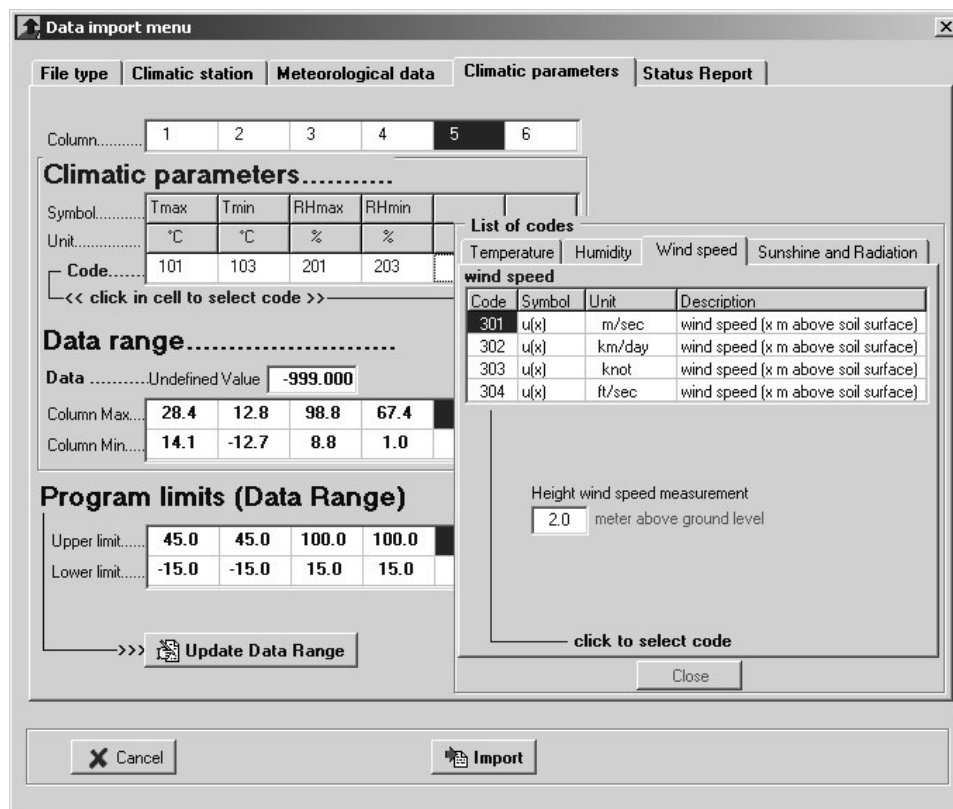 Data import menu
File type Climatic station Meteorological data Climatic parameters Status Report
Column.......... 1 2 3 4 5 6
Climatic parameters...........
Symbol.......... Tmax Tmin RHmax RHmin
Unit.............. °C °C % %
Code....... 101 103 201 203
<< click in cell to select code >>
Data range........................
Data ..........Undefined Value -999.000
Column Max.... 28.4 12.8 98.8 67.4
Column Min..... 14.1 -12.7 8.8 1.0
Program limits (Data Range)
Upper limit...... 45.0 45.0 100.0 100.0
Lower limit...... -15.0 -15.0 15.0 15.0
>>> Update Data Range
List of codes
Temperature Humidity Wind speed Sunshine and Radiation
wind speed
Code Symbol Unit Description
301 u(x) m/sec wind speed (x m above soil surface)
302 u(x) km/day wind speed (x m above soil surface)
303 u(x) knot wind speed (x m above soil surface)
304 u(x) ft/sec wind speed (x m above soil surface)
Height wind speed measurement
2.0 meter above ground level
click to select code
Close
Cancel Import